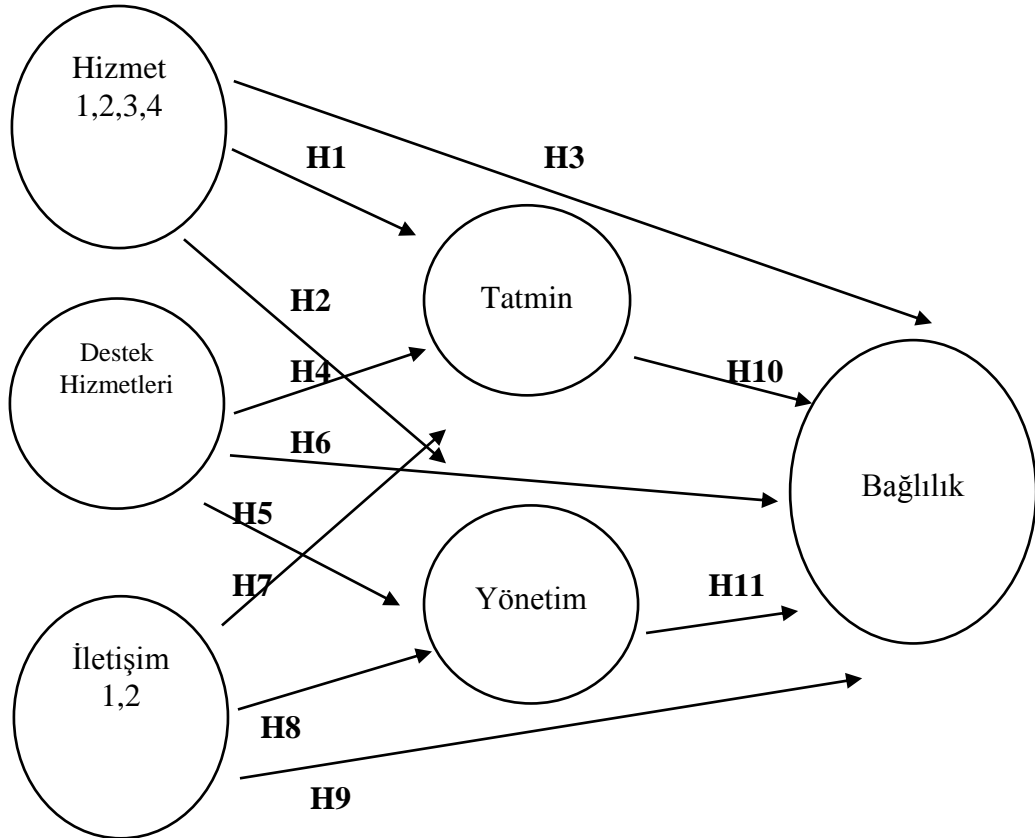 Hizmet
1,2,3,4
H1
H3
Tatmin
H2
Destek
Hizmetleri
H4
H10
H6
Bağlılık
H5
H7
Yönetim
H11
İletişim
1,2
H8
H9